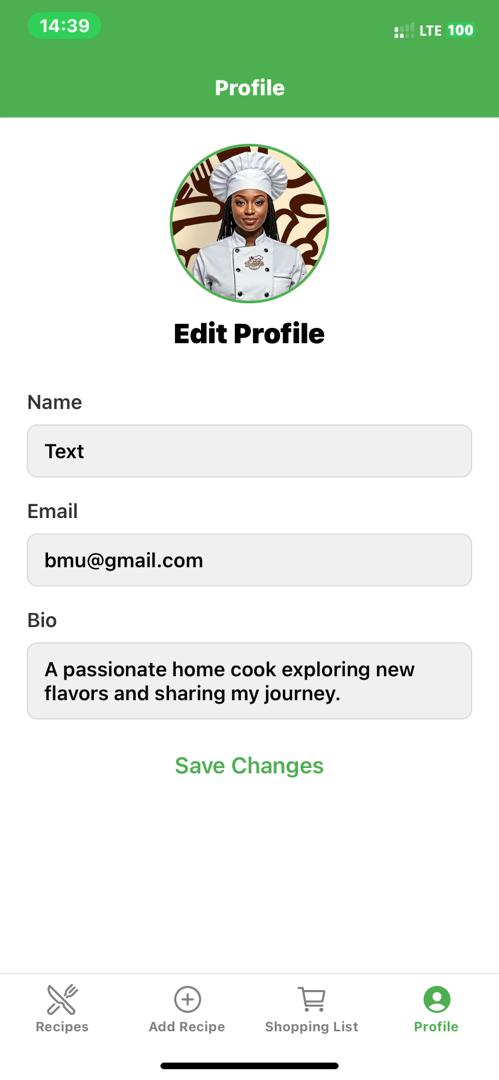 14:39
LTE 100
Profile
Edit Profile
Name
Text
Email
bmu@gmail.com
Bio
A passionate home cook exploring new
flavors and sharing my journey.
Save Changes
Recipes
Add Recipe
Shopping List
Profile